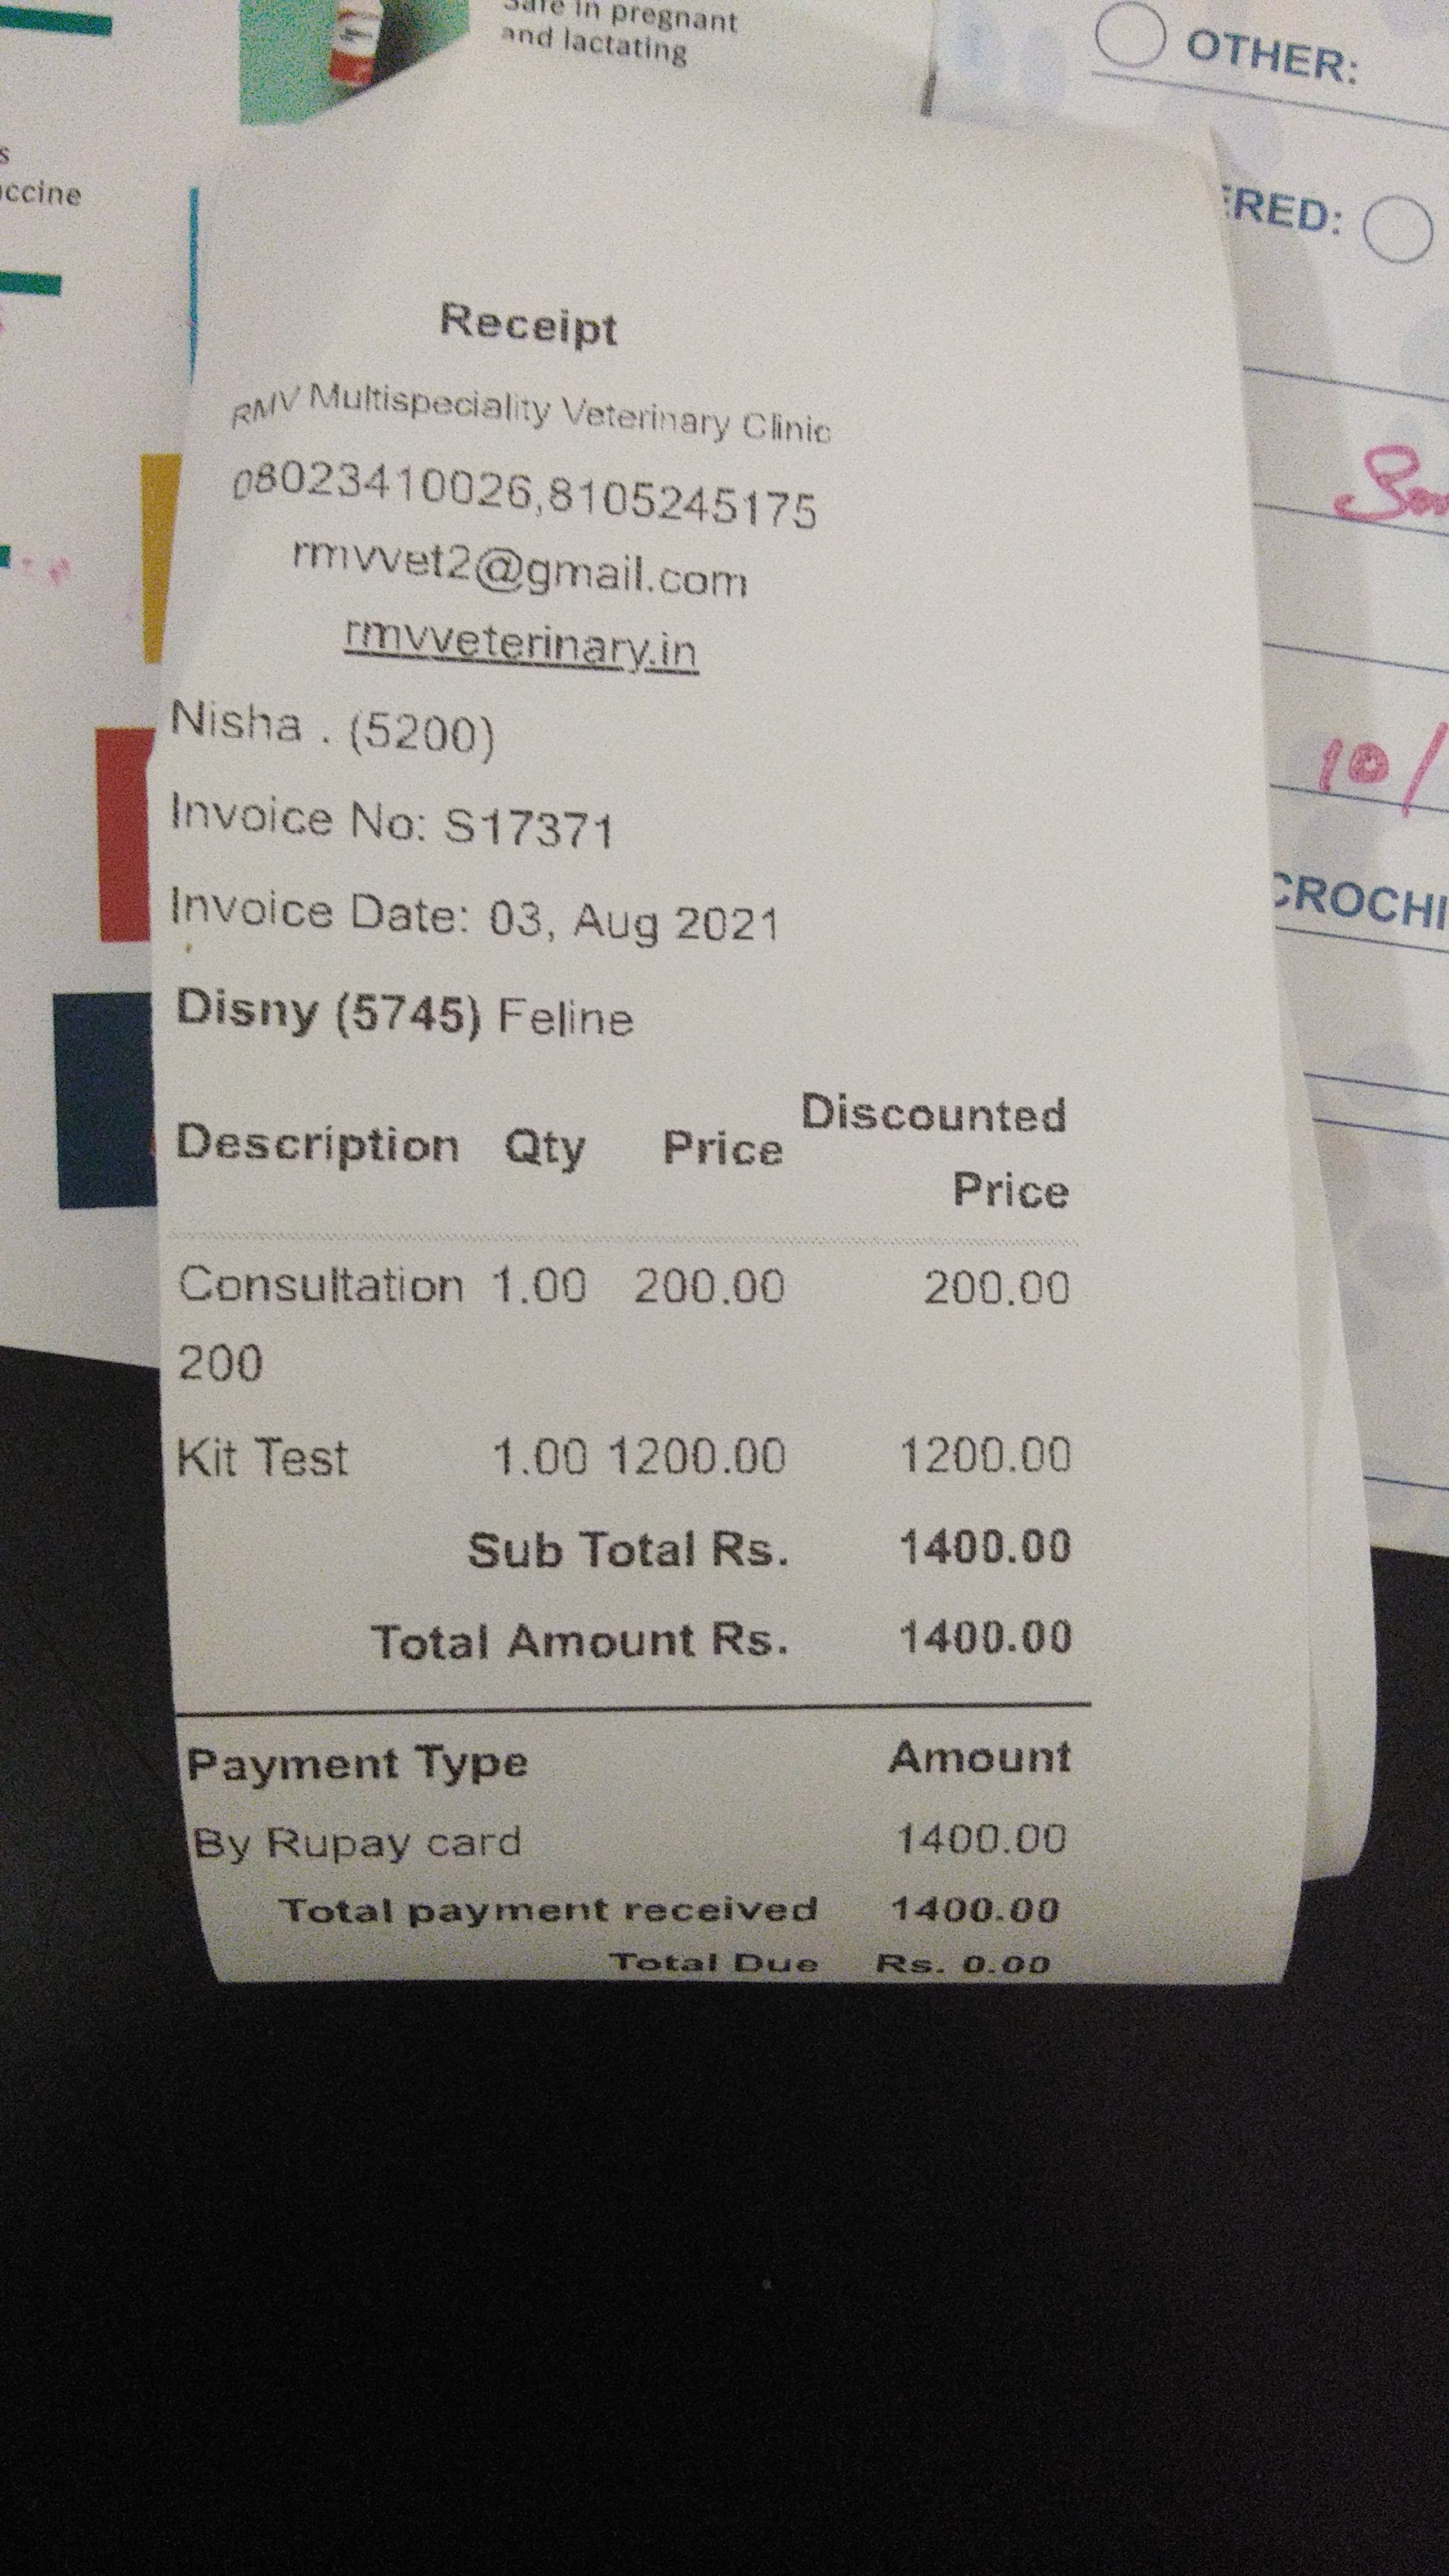 and lactating
in pregnant
OTHER:
accine
Receipt
RMV Multispeciality Veterinary Clinic
08023410026,8105245175
rmvvet2@gmail.com
rmvveterinary.in
Nisha . (5200)
Invoice No: S17371
Invoice Date: 03, Aug 2021
Disny (5745) Feline
Description Qty Price Discounted Price
Consultation 1.00 200.00 200.00
200
Kit Test 1.00 1200.00 1200.00
Sub Total Rs. 1400.00
Total Amount Rs. 1400.00
Payment Type Amount
By Rupay card 1400.00
Total payment received 1400.00
Total Due Rs. 0.00
10/